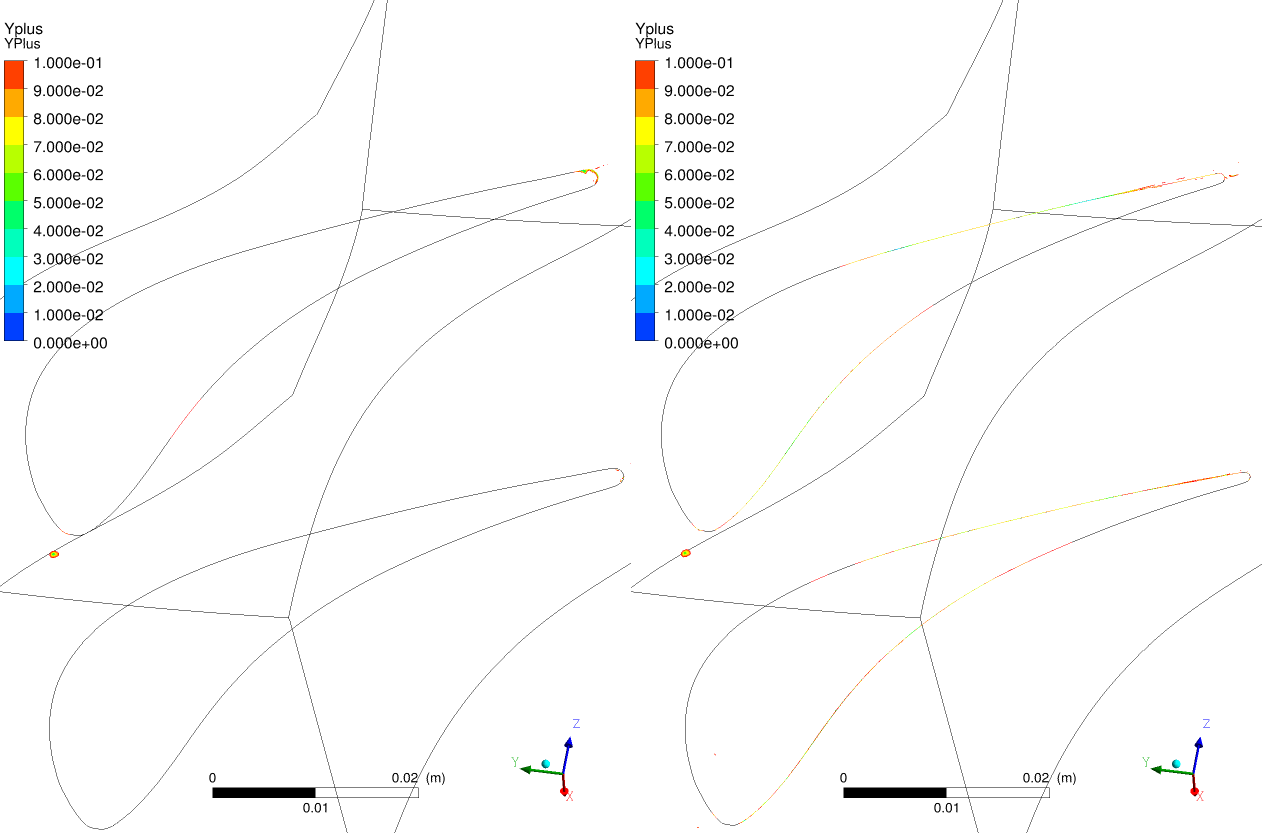 Yplus
YPlus
1.000e-01
9.000e-02
8.000e-02
7.000e-02
6.000e-02
5.000e-02
4.000e-02
3.000e-02
2.000e-02
1.000e-02
0.000e+00
Z
Y
X
0 0.02 (m)
0.01
Yplus
YPlus
1.000e-01
9.000e-02
8.000e-02
7.000e-02
6.000e-02
5.000e-02
4.000e-02
3.000e-02
2.000e-02
1.000e-02
0.000e+00
Z
Y
X
0 0.02 (m)
0.01